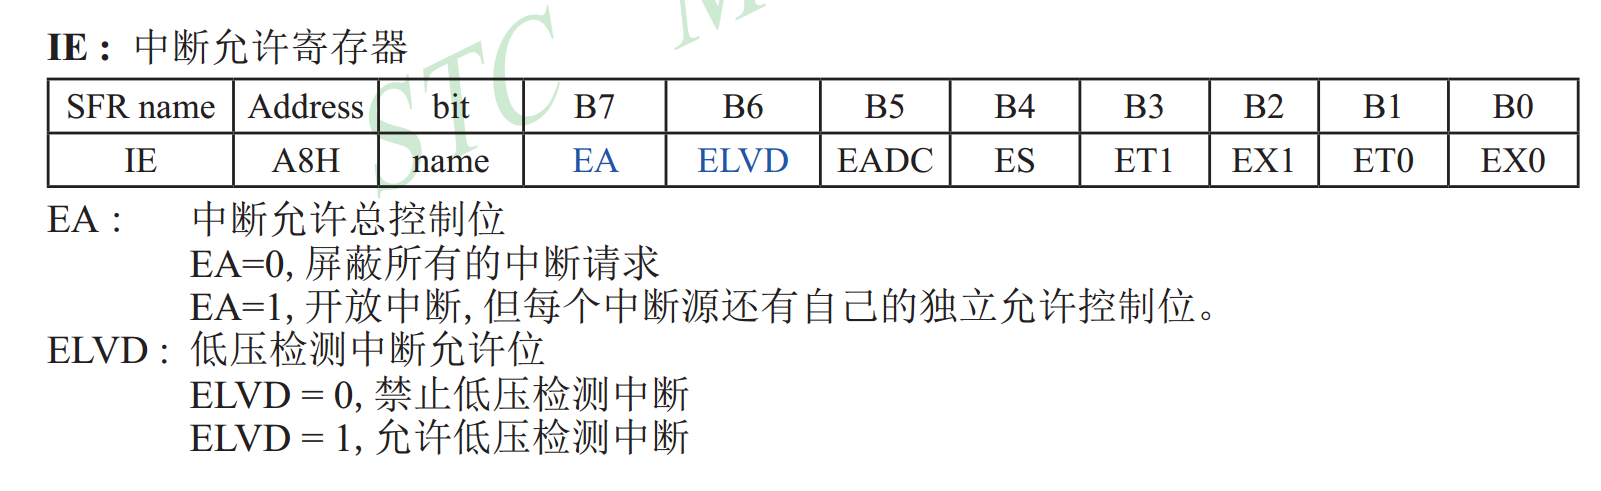 IE : 中断允许寄存器
SFR name Address bit B7 B6 B5 B4 B3 B2 B1 B0
IE A8H name EA ELVD EADC ES ET1 EX1 ET0 EX0
EA : 中断允许总控制位
EA=0, 屏蔽所有的中断请求
EA=1, 开放中断, 但每个中断源还有自己的独立允许控制位。
ELVD : 低压检测中断允许位
ELVD = 0, 禁止低压检测中断
ELVD = 1, 允许低压检测中断
STC M